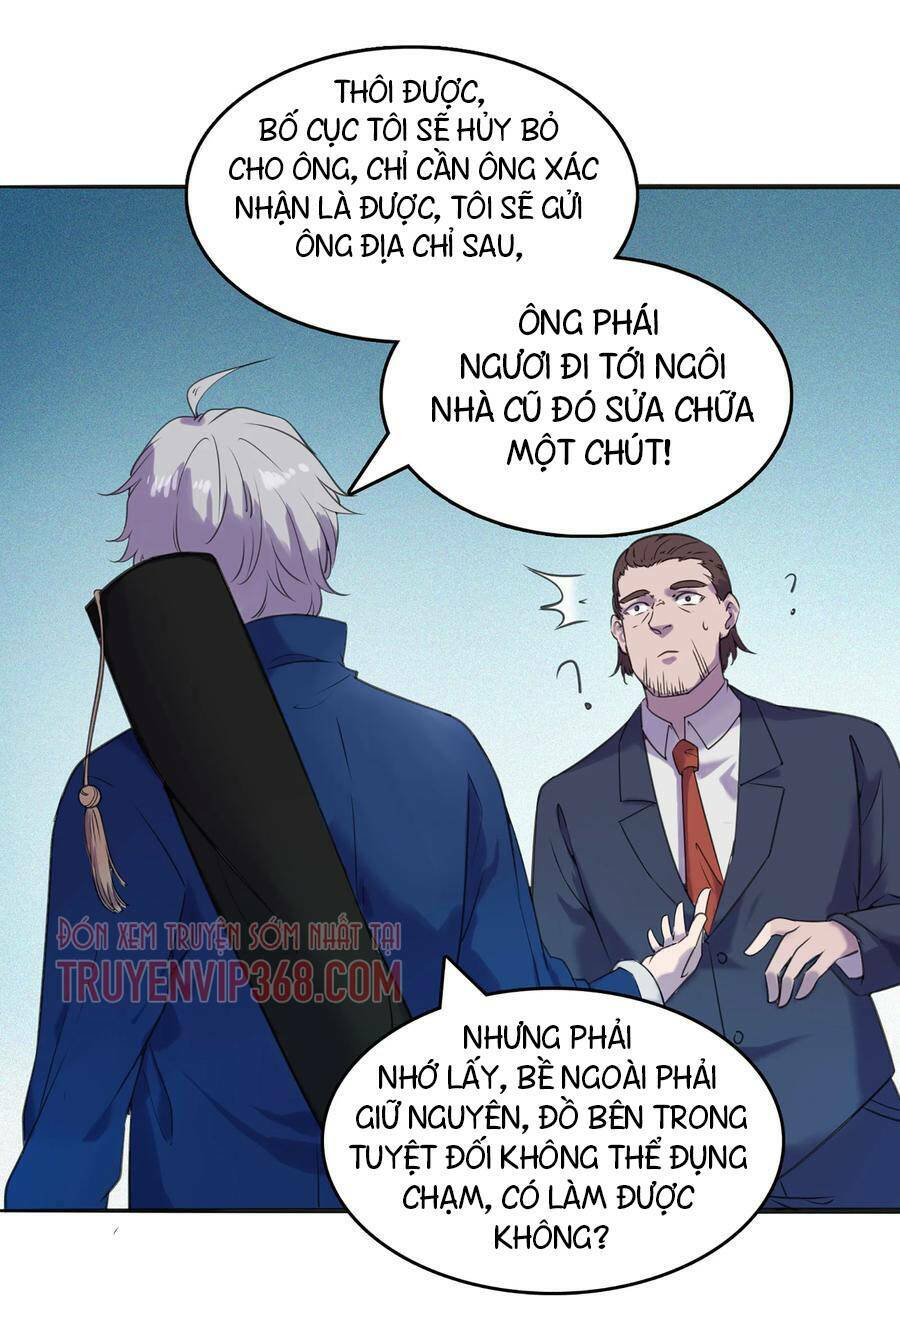 THÔI ĐƯỢC,
BỐ CỤC TÔI SẼ HỦY BỎ
CHO ÔNG, CHỈ CẦN ÔNG XÁC
NHẬN LÀ ĐƯỢC, TÔI SẼ GỬI
ÔNG ĐỊA CHỈ SAU,
ÔNG PHÁI
NGƯƠI ĐI TỚI NGÔI
NHÀ CŨ ĐÓ SỬA CHỮA
MỘT CHÚT!
?
!?
?
ĐÓN XEM TRUYỆN SỚM NHẤT TẠI
TRUYENVIP368.COM
NHƯNG PHẢI
NHỚ LẤY, BỀ NGOÀI PHẢI
GIỮ NGUYÊN, ĐỒ BÊN TRONG
TUYỆT ĐỐI KHÔNG THỂ ĐỤNG
CHẠM, CÓ LÀM ĐƯỢC
KHÔNG?